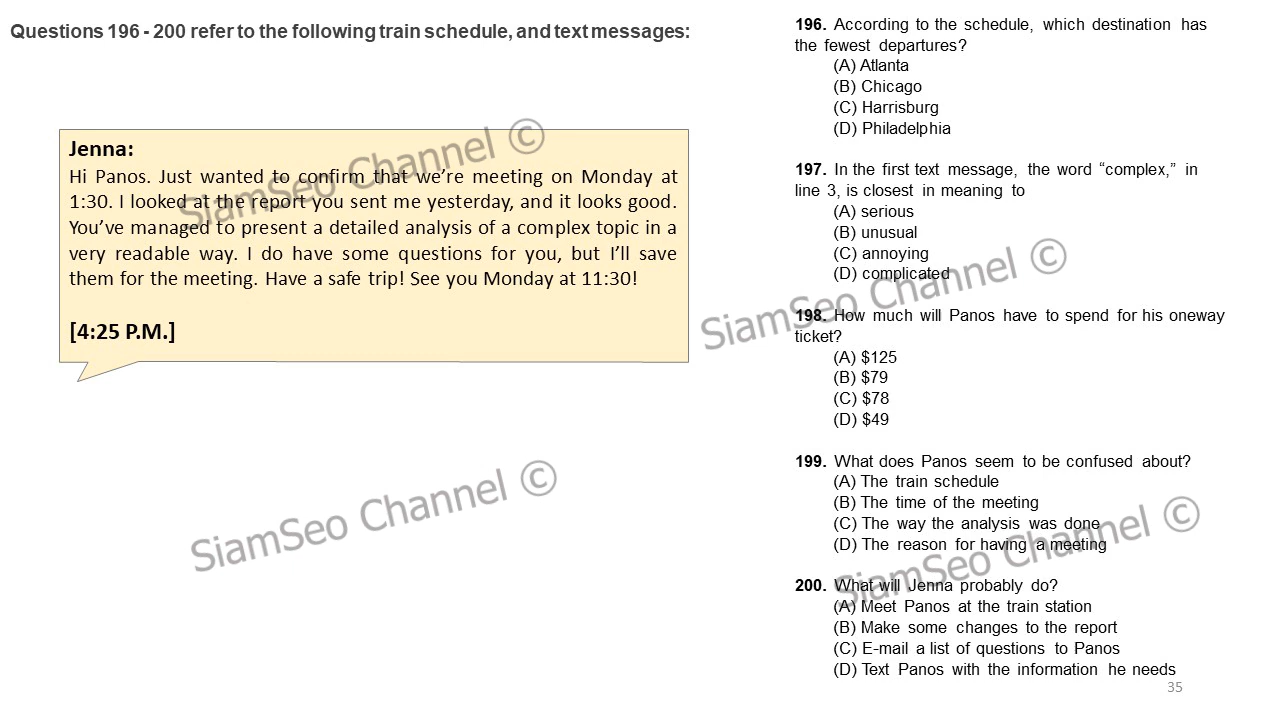 Questions 196 - 200 refer to the following train schedule, and text messages:
Jenna:
Hi Panos. Just wanted to confirm that we're meeting on Monday at
1:30. I looked at the report you sent me yesterday, and it looks good.
You've managed to present a detailed analysis of a complex topic in a
very readable way. I do have some questions for you, but I'll save
them for the meeting. Have a safe trip! See you Monday at 11:30!
[4:25 P.M.]
SiamSeo Channel ©
SiamSeo Channel ©
196. According to the schedule, which destination has
the fewest departures?
(A) Atlanta
(B) Chicago
(C) Harrisburg
(D) Philadelphia
197. In the first text message, the word “complex,” in
line 3, is closest in meaning to
(A) serious
(B) unusual
(C) annoying
(D) complicated
198. How much will Panos have to spend for his oneway
ticket?
(A) $125
(B) $79
(C) $78
(D) $49
199. What does Panos seem to be confused about?
(A) The train schedule
(B) The time of the meeting
(C) The way the analysis was done
(D) The reason for having a meeting
200. What will Jenna probably do?
(A) Meet Panos at the train station
(B) Make some changes to the report
(C) E-mail a list of questions to Panos
(D) Text Panos with the information he needs
SiamSeo Channel ©
SiamSeo Channel ©
35